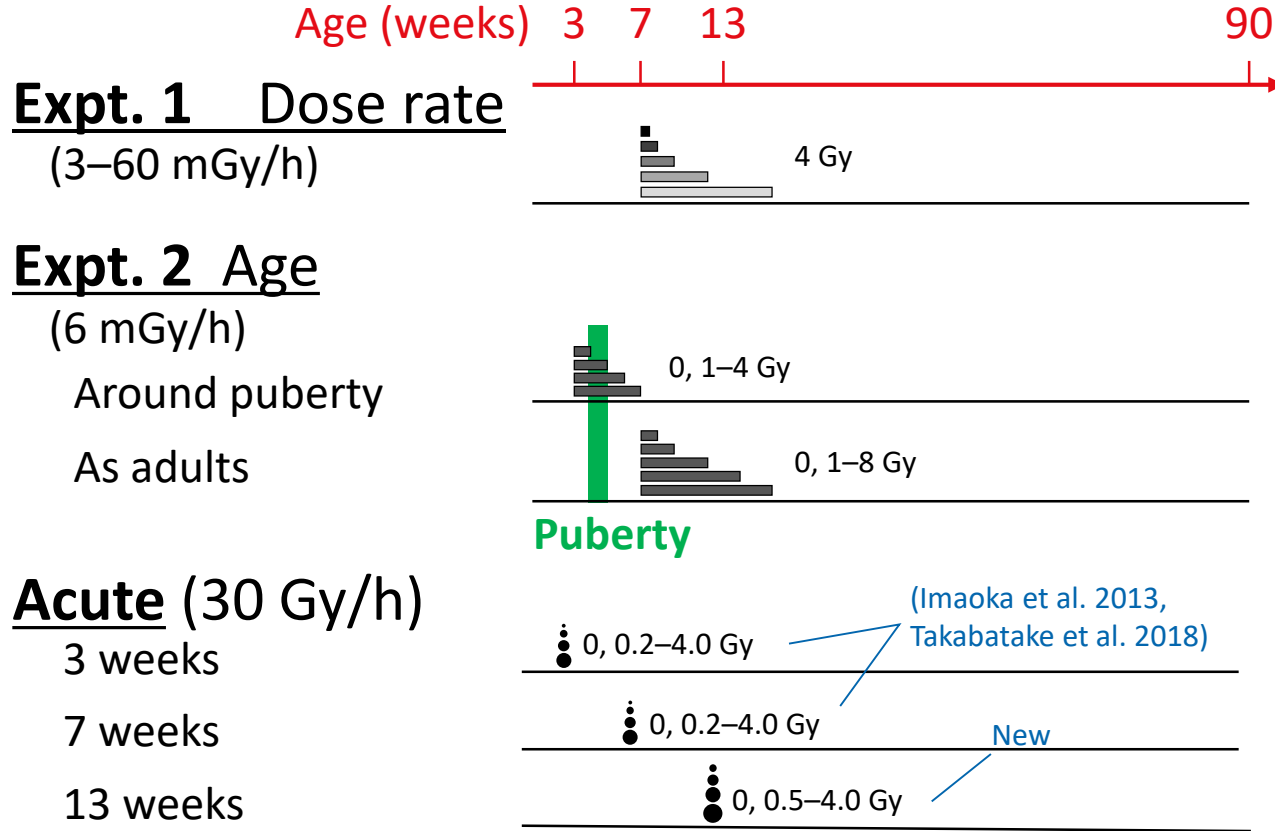 Age (weeks) 3 7 13 90
Expt. 1 Dose rate
(3–60 mGy/h)
4 Gy
Expt. 2 Age
(6 mGy/h)
Around puberty
0, 1–4 Gy
As adults
0, 1–8 Gy
Puberty
Acute (30 Gy/h)
(Imaoka et al. 2013,
Takabatake et al. 2018)
3 weeks
0, 0.2–4.0 Gy
7 weeks
0, 0.2–4.0 Gy
New
13 weeks
0, 0.5–4.0 Gy